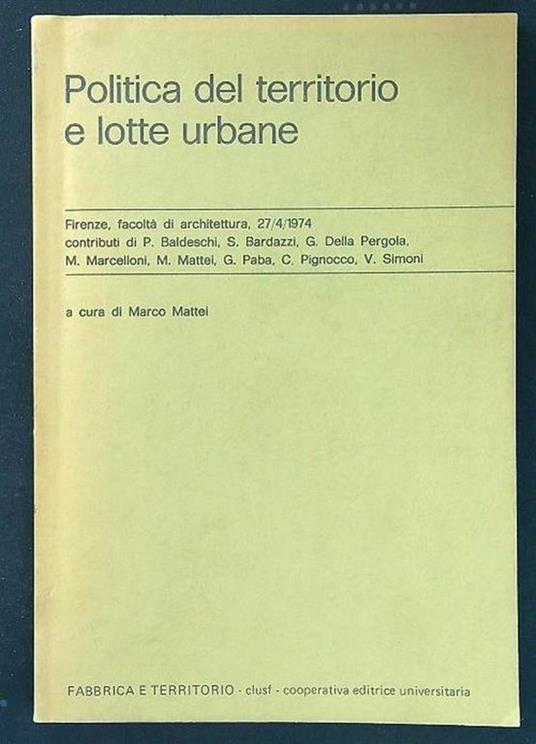 Politica del territorio
e lotte urbane
Firenze, facoltà di architettura, 27/4/1974
contributi di P. Baldeschi, S. Bardazzi, G. Della Pergola,
M. Marcelloni, M. Mattei, G. Paba, C. Pignocco, V. Simoni
a cura di Marco Mattei
FABBRICA E TERRITORIO - clusf - cooperativa editrice universitaria